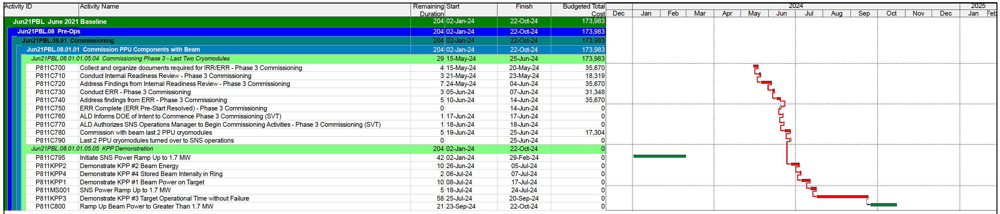 Activity ID Activity Name Remaining Duration Start Finish Budgeted Total Cost 2024 2025
Dec Jan Feb Mar Apr May Jun Jul Aug Sep Oct Nov Dec Jan Feb
Jun21PBL June 2021 Baseline 204 02-Jan-24 22-Oct-24 173,983
Jun21PBL.08 Pre-Ops 204 02-Jan-24 22-Oct-24 173,983
Jun21PBL.08.01 Commissioning 204 02-Jan-24 22-Oct-24 173,983
Jun21PBL.08.01.01 Commission PPU Components with Beam 204 02-Jan-24 22-Oct-24 173,983
Jun21PBL.08.01.01.05.04 Commissioning Phase 3 - Last Two Cryomodules 29 15-May-24 25-Jun-24 173,983
P811C700 Collect and organize documents required for IRR/ERR - Phase 3 Commissioning 4 15-May-24 20-May-24 35,670
P811C710 Conduct Internal Readiness Review - Phase 3 Commissioning 3 21-May-24 23-May-24 18,319
P811C720 Address Findings from Internal Readiness Review - Phase 3 Commissioning 7 24-May-24 04-Jun-24 35,670
P811C730 Conduct ERR - Phase 3 Commissioning 3 05-Jun-24 07-Jun-24 31,348
P811C740 Address findings from ERR - Phase 3 Commissioning 5 10-Jun-24 14-Jun-24 35,670
P811C750 ERR Complete (ERR Pre-Start Resolved) - Phase 3 Commissioning 0 14-Jun-24 0
P811C760 ALD Informs DOE of Intent to Commence Phase 3 Commissioning (SVT) 1 17-Jun-24 17-Jun-24 0
P811C770 ALD Authorizes SNS Operations Manager to Begin Commissioning Activities - Phase 3 Commissioning (SVT) 1 18-Jun-24 18-Jun-24 0
P811C780 Commission with beam last 2 PPU cryomodules 5 19-Jun-24 25-Jun-24 17,304
P811C790 Last 2 PPU cryomodules turned over to SNS operations 0 25-Jun-24 0
Jun21PBL.08.01.01.05.05 KPP Demonstration 204 02-Jan-24 22-Oct-24 0
P811C795 Initiate SNS Power Ramp Up to 1.7 MW 42 02-Jan-24 29-Feb-24 0
P811KPP2 Demonstrate KPP #2 Beam Energy 10 26-Jun-24 05-Jul-24 0
P811KPP4 Demonstrate KPP #4 Stored Beam Intensity in Ring 2 06-Jul-24 07-Jul-24 0
P811KPP1 Demonstrate KPP #1 Beam Power on Target 10 08-Jul-24 17-Jul-24 0
P811MS001 SNS Power Ramp Up to 1.7 MW 5 18-Jul-24 24-Jul-24 0
P811KPP3 Demonstrate KPP #3 Target Operational Time without Failure 58 25-Jul-24 20-Sep-24 0
P811C800 Ramp Up Beam Power to Greater Than 1.7 MW 21 23-Sep-24 22-Oct-24 0